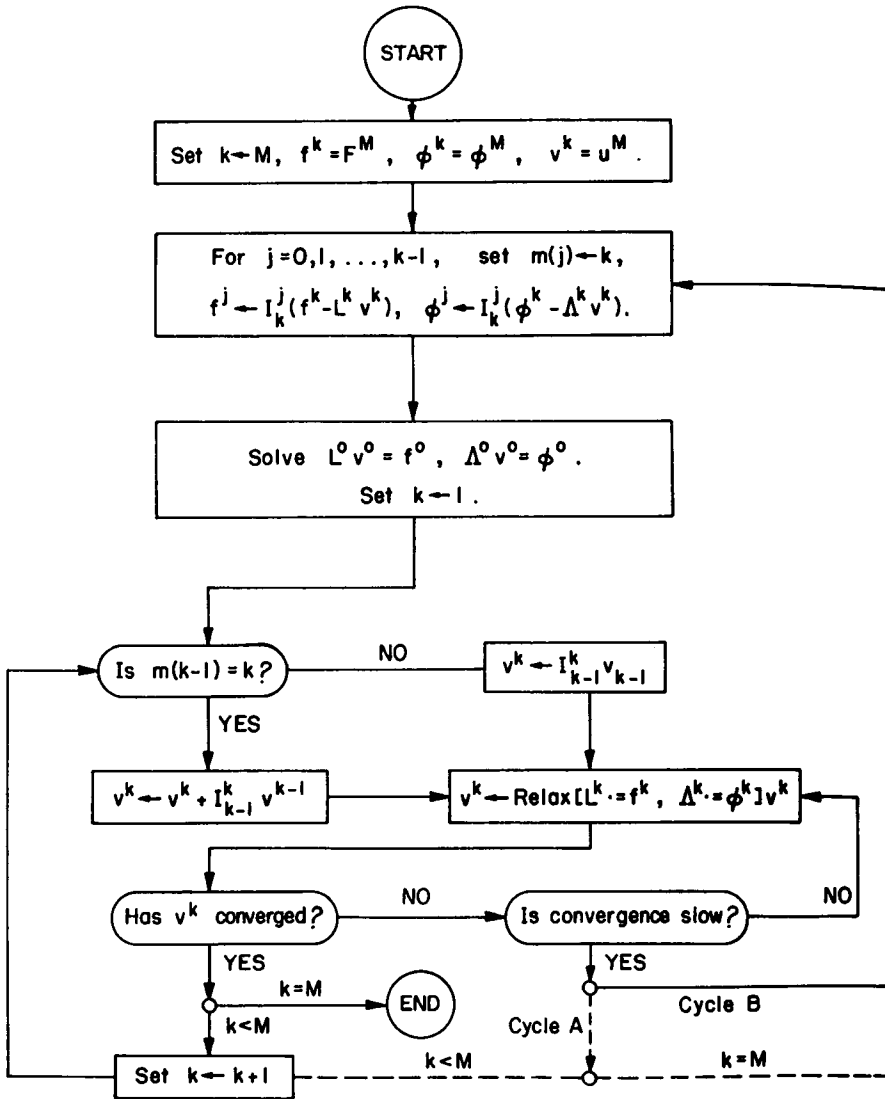 START
Set k←M, f^k=F^M, ϕ^k=ϕ^M, v^k=u^M.
For j=0,1,...,k-1, set m(j)←k,
f^j←I_k^j(f^k-L^k v^k), ϕ^j←I_k^j(ϕ^k-Λ^k v^k).
Solve L^0 v^0=f^0, Λ^0 v^0=ϕ^0.
Set k←1.
Is m(k-1)=k?
NO
v^k←I_{k-1}^k v_{k-1}
YES
v^k←v^k+I_{k-1}^k v^{k-1}
v^k←Relax[L^k·=f^k, Λ^k·=ϕ^k]v^k
Has v^k converged?
NO
Is convergence slow?
NO
YES
YES
k=M
END
Cycle B
k<M
Cycle A
Set k←k+1
k<M
k=M